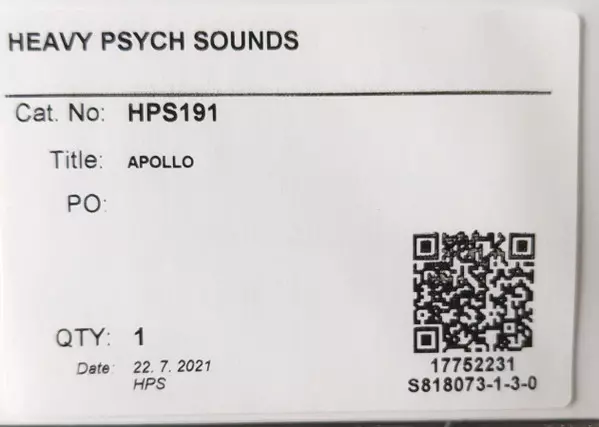 HEAVY PSYCH SOUNDS
Cat. No: HPS191
Title: APOLLO
PO:
QTY: 1
Date: 22. 7. 2021
HPS
17752231
S818073-1-3-0